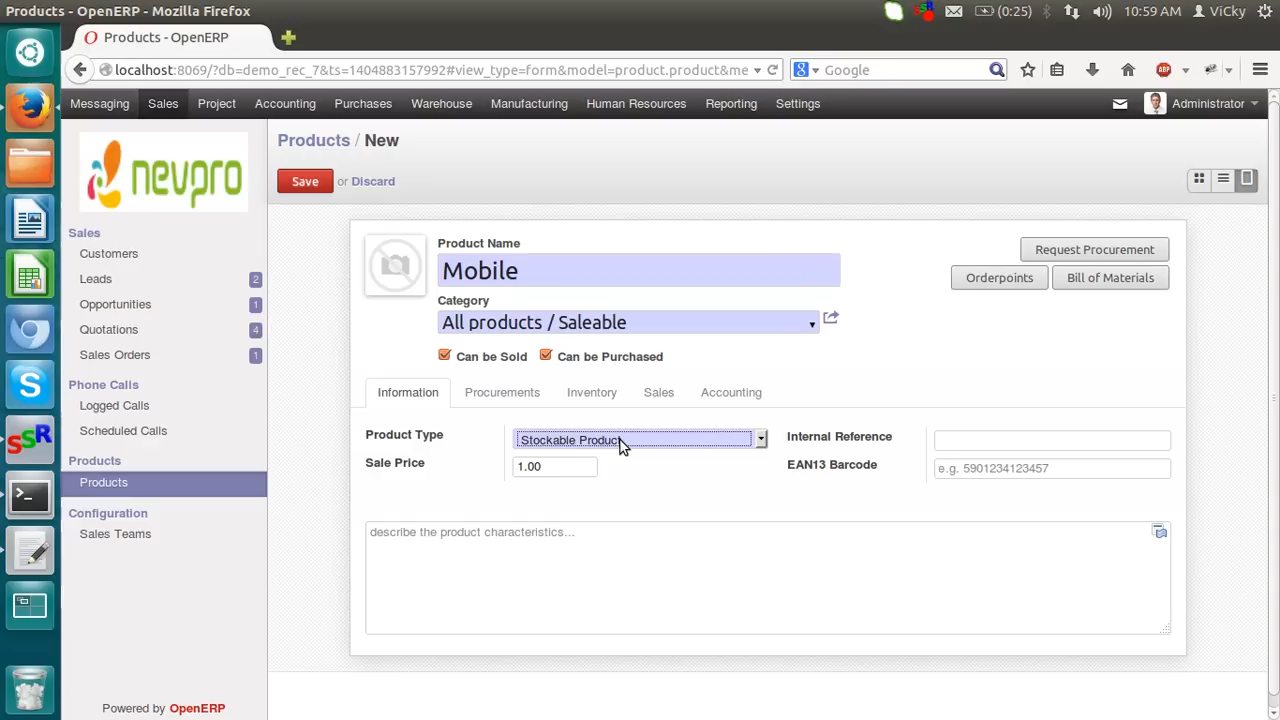 Products - OpenERP - Mozilla Firefox
(0:25) 10:59 AM ViCky
Products - OpenERP
localhost:8069/?db=demo_rec_7&ts=1404883157992#view_type=form&model=product.product&me
Google
ABP
Messaging Sales Project Accounting Purchases Warehouse Manufacturing Human Resources Reporting Settings Administrator
nevpro
Products / New
Save or Discard
Sales
Customers
Leads 2
Opportunities 1
Quotations 4
Sales Orders 1
Phone Calls
Logged Calls
Scheduled Calls
Products
Products
Configuration
Sales Teams
Powered by OpenERP
Product Name
Mobile
Request Procurement
Orderpoints Bill of Materials
Category
All products / Saleable
Can be Sold Can be Purchased
Information Procurements Inventory Sales Accounting
Product Type Stockable Product Internal Reference
Sale Price 1.00 EAN13 Barcode e.g. 5901234123457
describe the product characteristics...
SSR